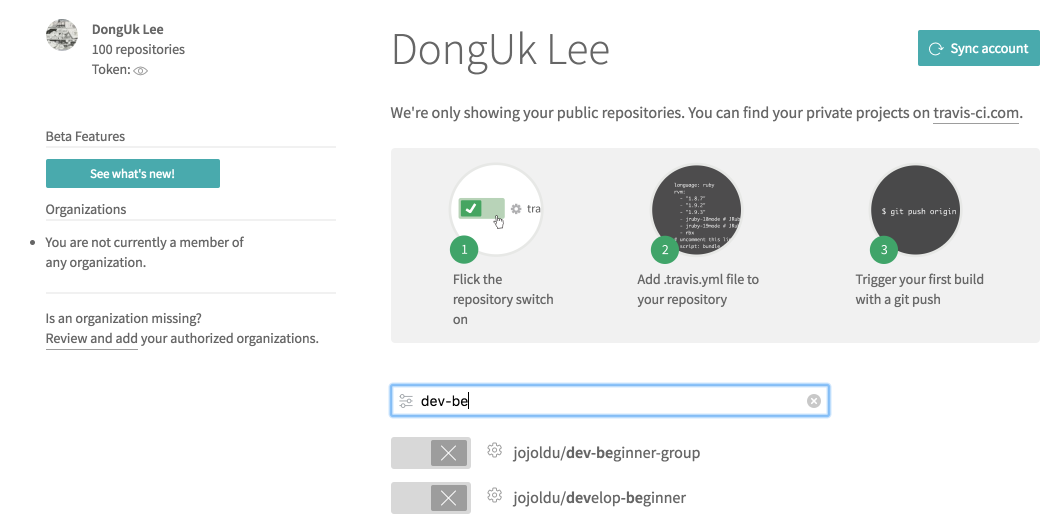 DongUk Lee
100 repositories
Token:
Beta Features
See what's new!
Organizations
You are not currently a member of
any organization.
Is an organization missing?
Review and add your authorized organizations.
DongUk Lee
Sync account
We're only showing your public repositories. You can find your private projects on travis-ci.com.
tra
1
Flick the
repository switch
on
language: ruby
rvm:
- "1.8.7"
- "1.9.2"
- "1.9.3"
- jruby-18mode # JRub
- jruby-19mode # JRu
- rbx
# uncomment this li
script: bundle
2
Add .travis.yml file to
your repository
$ git push origin
3
Trigger your first build
with a git push
dev-be
jojoldu/dev-beginner-group
jojoldu/develop-beginner